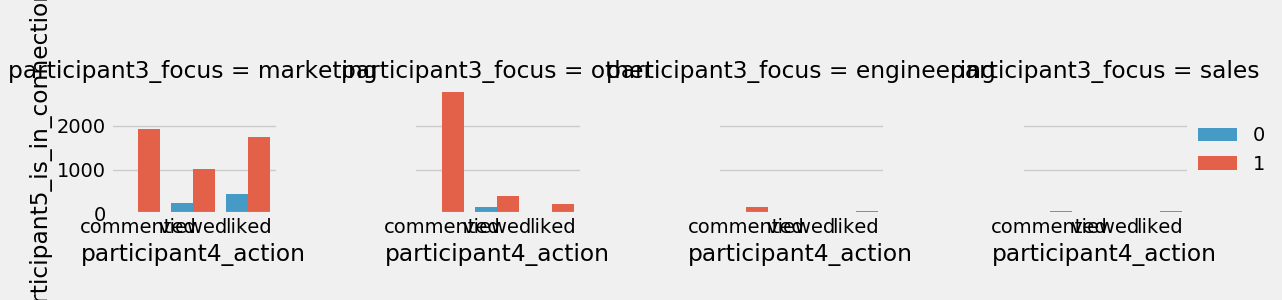 participant3_focus = marketing
participant3_focus = other
participant3_focus = engineering
participant3_focus = sales
2000
1000
0
commented viewed liked
commented viewed liked
commented viewed liked
commented viewed liked
participant4_action
participant4_action
participant4_action
participant4_action
0
1